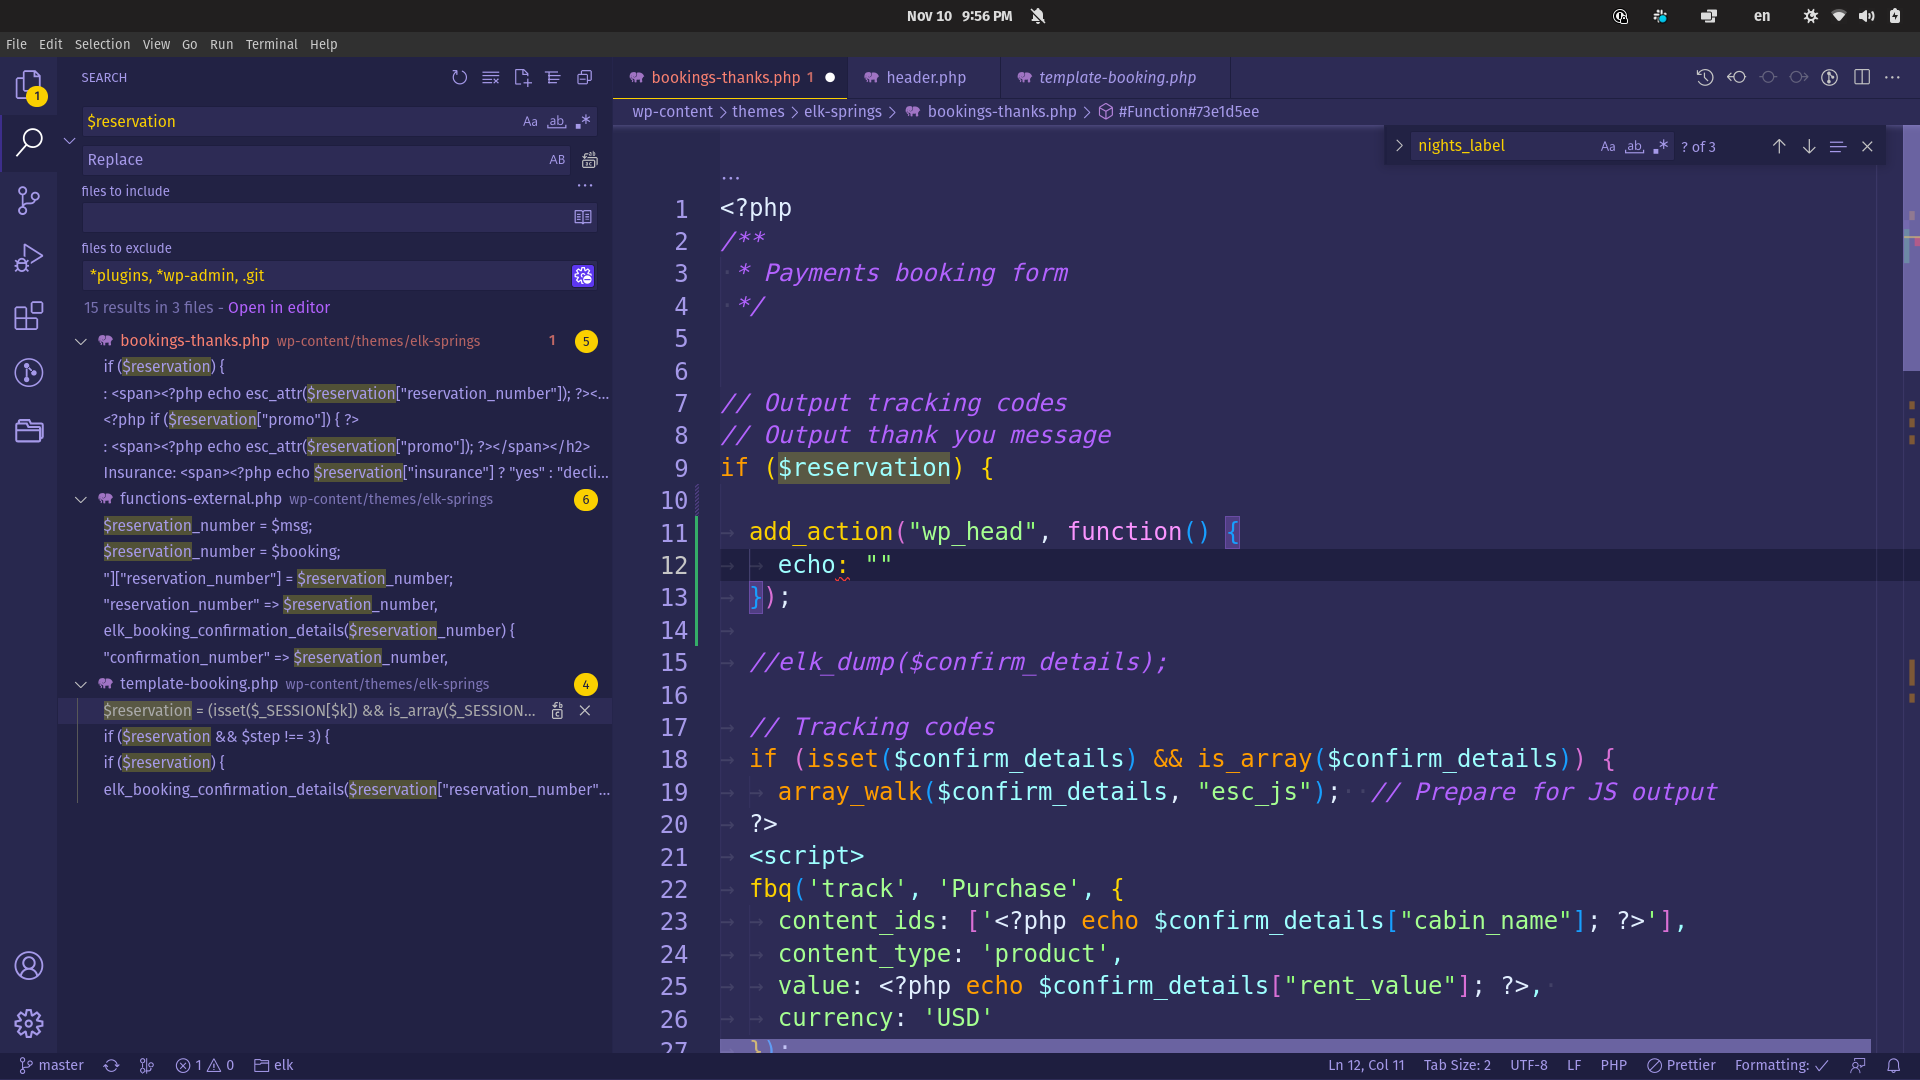 Nov 10 9:56 PM
en
File Edit Selection View Go Run Terminal Help
1
SEARCH
$reservation
Aa ab .*
Replace
AB
files to include
...
files to exclude
*plugins, *wp-admin, .git
15 results in 3 files - Open in editor
bookings-thanks.php wp-content/themes/elk-springs 1 5
if ($reservation) {
: <span><?php echo esc_attr($reservation["reservation_number"]); ?><...
<?php if ($reservation["promo"]) { ?>
: <span><?php echo esc_attr($reservation["promo"]); ?></span></h2>
Insurance: <span><?php echo $reservation["insurance"] ? "yes" : "decli...
functions-external.php wp-content/themes/elk-springs 6
$reservation_number = $msg;
$reservation_number = $booking;
"]["reservation_number"] = $reservation_number;
"reservation_number" => $reservation_number,
elk_booking_confirmation_details($reservation_number) {
"confirmation_number" => $reservation_number,
template-booking.php wp-content/themes/elk-springs 4
$reservation = (isset($_SESSION[$k]) && is_array($_SESSION...
if ($reservation && $step !== 3) {
if ($reservation) {
elk_booking_confirmation_details($reservation["reservation_number"...
bookings-thanks.php 1
header.php
template-booking.php
...
wp-content > themes > elk-springs > bookings-thanks.php > #Function#73e1d5ee
nights_label Aa ab .* ? of 3
...
1 <?php
2 /**
3 * Payments booking form
4 */
5
6
7 // Output tracking codes
8 // Output thank you message
9 if ($reservation) {
10
11 add_action("wp_head", function() {
12 echo: ""
13 });
14
15 //elk_dump($confirm_details);
16
17 // Tracking codes
18 if (isset($confirm_details) && is_array($confirm_details)) {
19 array_walk($confirm_details, "esc_js"); // Prepare for JS output
20 ?>
21 <script>
22 fbq('track', 'Purchase', {
23 content_ids: ['<?php echo $confirm_details["cabin_name"]; ?>'],
24 content_type: 'product',
25 value: <?php echo $confirm_details["rent_value"]; ?>,
26 currency: 'USD'
27 });
master 1 0 elk
Ln 12, Col 11 Tab Size: 2 UTF-8 LF PHP Prettier Formatting: ✓